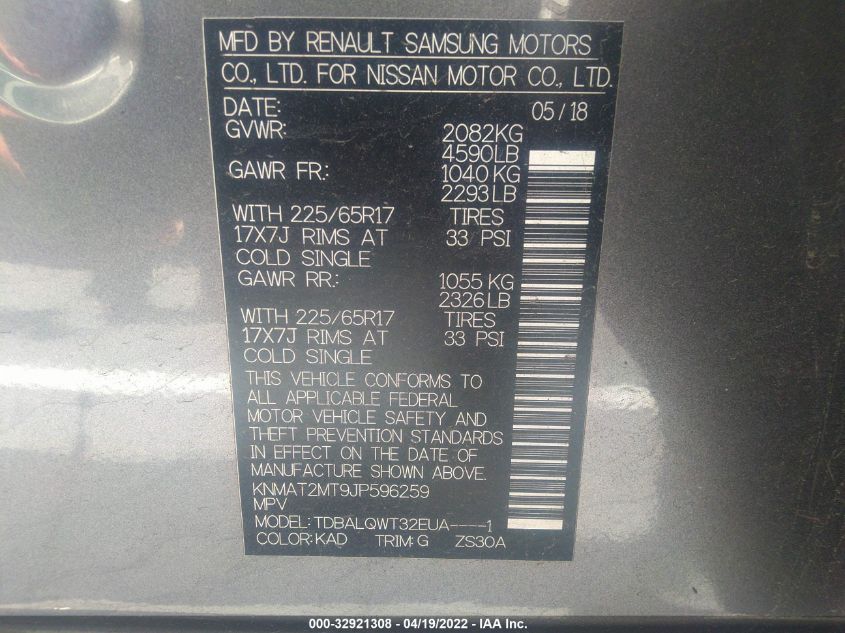 MFD BY RENAULT SAMSUNG MOTORS
CO., LTD. FOR NISSAN MOTOR CO., LTD.
DATE: 05/18
GVWR: 2082KG
4590LB
GAWR FR.: 1040 KG
2293 LB
WITH 225/65R17 TIRES
17X7J RIMS AT 33 PSI
COLD SINGLE
GAWR RR.: 1055 KG
2326 LB
WITH 225/65R17 TIRES
17X7J RIMS AT 33 PSI
COLD SINGLE
THIS VEHICLE CONFORMS TO
ALL APPLICABLE FEDERAL
MOTOR VEHICLE SAFETY AND
THEFT PREVENTION STANDARDS
IN EFFECT ON THE DATE OF
MANUFACTURE SHOWN ABOVE.
KNMAT2MT9JP596259
MPV
MODEL: TDBALQWT32EUA----1
COLOR: KAD TRIM: G ZS30A
000-32921308 - 04/19/2022 - IAA Inc.